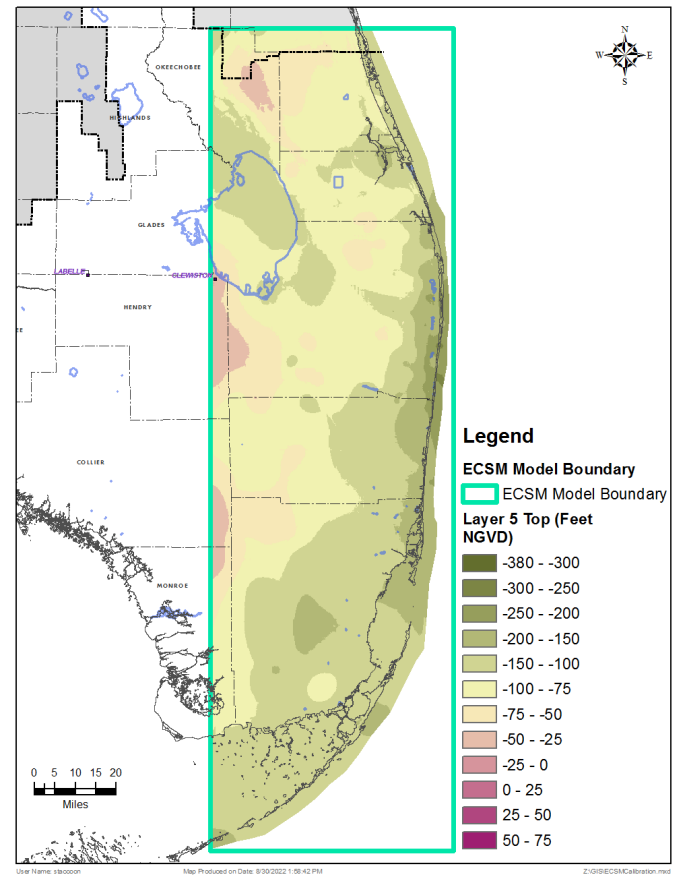 N
W E
S
OKEECHOBEE
HIGHLANDS
GLADES
LABELLE
CLEWISTON
HENDRY
EE
COLLIER
MONROE
Legend
ECSM Model Boundary
ECSM Model Boundary
Layer 5 Top (Feet
NGVD)
-380 - -300
-300 - -250
-250 - -200
-200 - -150
-150 - -100
-100 - -75
-75 - -50
-50 - -25
-25 - 0
0 - 25
25 - 50
50 - 75
0 5 10 15 20
Miles
User Name: staccoon
Map Produced on Date: 8/30/2022 1:58:42 PM
Z:\GIS\ECSMCalibration.mxd